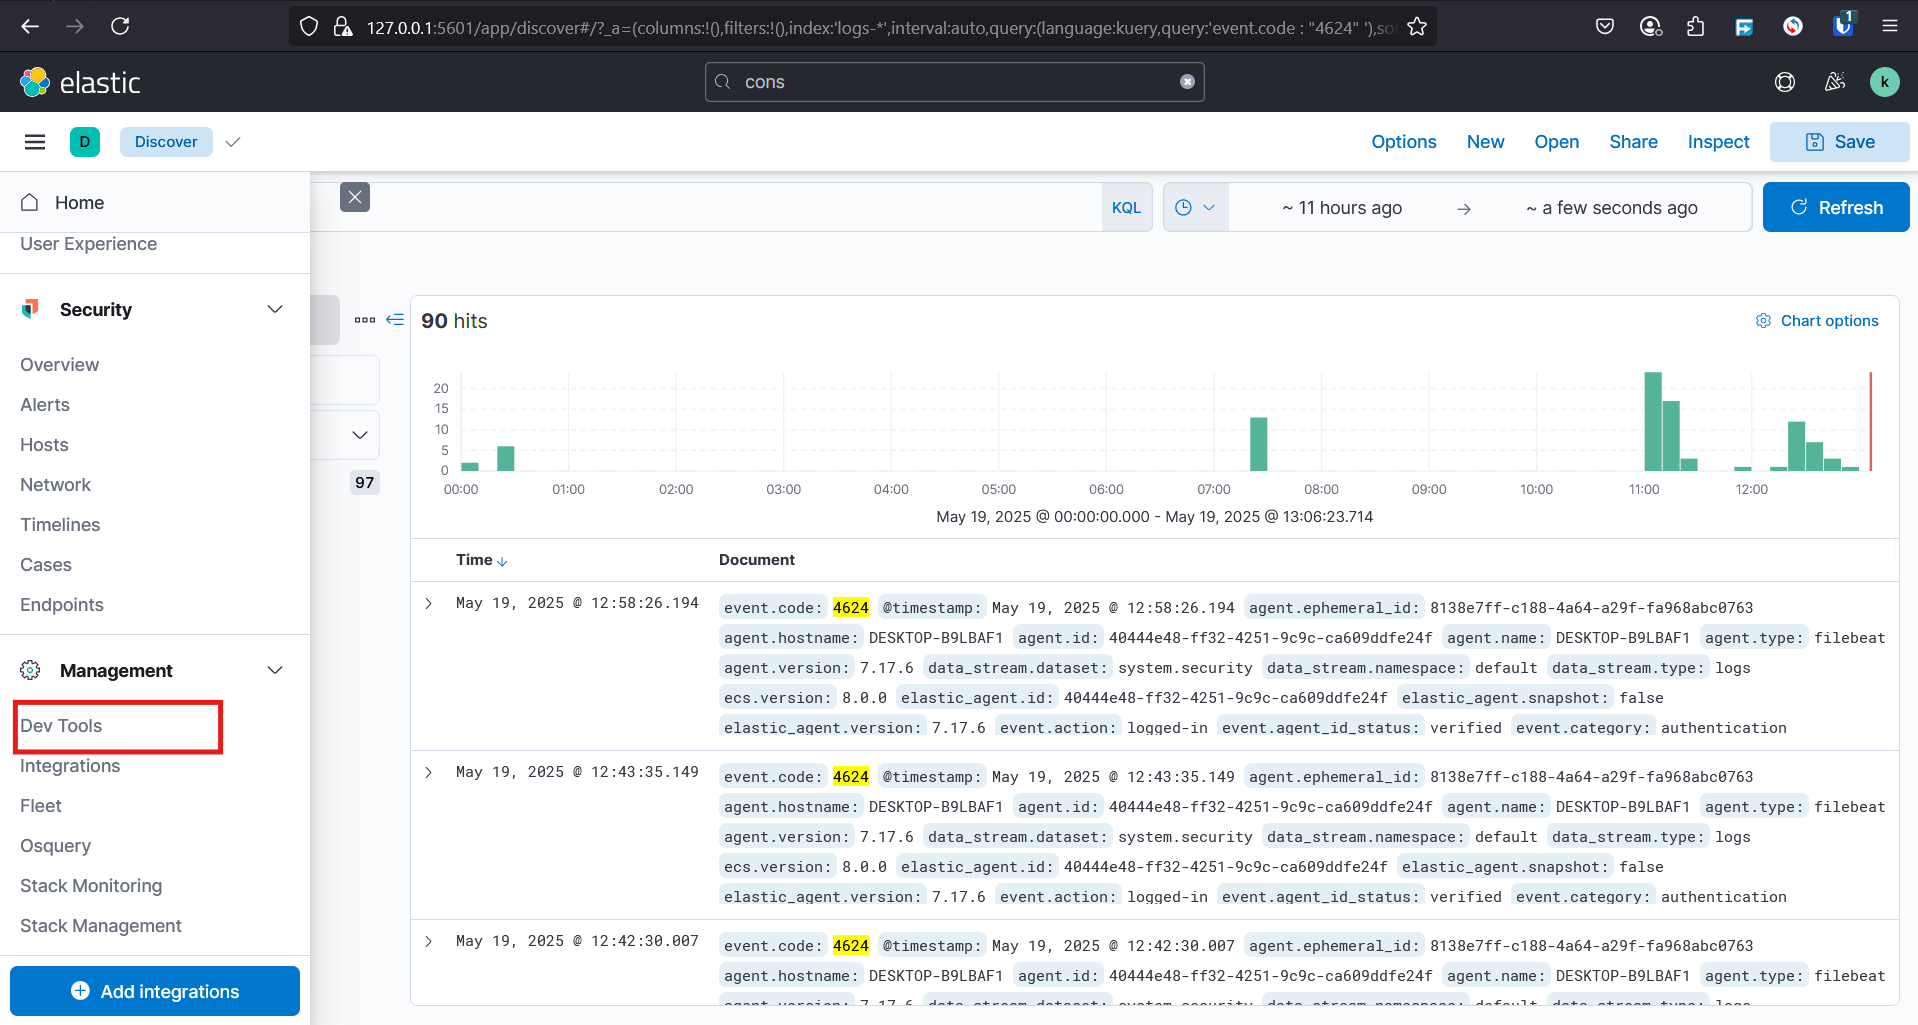 127.0.0.1:5601/app/discover#/?_a=(columns:!(),filters:!(),index:'logs-*',interval:auto,query:(language:kuery,query:'event.code : "4624" '),so
1
elastic
cons
k
D
Discover
Options
New
Open
Share
Inspect
Save
Home
KQL
~ 11 hours ago
~ a few seconds ago
Refresh
User Experience
Security
Overview
Alerts
Hosts
Network
Timelines
Cases
Endpoints
Management
Dev Tools
Integrations
Fleet
Osquery
Stack Monitoring
Stack Management
Add integrations
97
90 hits
Chart options
20
15
10
5
0
00:00 01:00 02:00 03:00 04:00 05:00 06:00 07:00 08:00 09:00 10:00 11:00 12:00
May 19, 2025 @ 00:00:00.000 - May 19, 2025 @ 13:06:23.714
Time Document
May 19, 2025 @ 12:58:26.194
event.code: 4624 @timestamp: May 19, 2025 @ 12:58:26.194 agent.ephemeral_id: 8138e7ff-c188-4a64-a29f-fa968abc0763
agent.hostname: DESKTOP-B9LBAF1 agent.id: 40444e48-ff32-4251-9c9c-ca609ddfe24f agent.name: DESKTOP-B9LBAF1 agent.type: filebeat
agent.version: 7.17.6 data_stream.dataset: system.security data_stream.namespace: default data_stream.type: logs
ecs.version: 8.0.0 elastic_agent.id: 40444e48-ff32-4251-9c9c-ca609ddfe24f elastic_agent.snapshot: false
elastic_agent.version: 7.17.6 event.action: logged-in event.agent_id_status: verified event.category: authentication
May 19, 2025 @ 12:43:35.149
event.code: 4624 @timestamp: May 19, 2025 @ 12:43:35.149 agent.ephemeral_id: 8138e7ff-c188-4a64-a29f-fa968abc0763
agent.hostname: DESKTOP-B9LBAF1 agent.id: 40444e48-ff32-4251-9c9c-ca609ddfe24f agent.name: DESKTOP-B9LBAF1 agent.type: filebeat
agent.version: 7.17.6 data_stream.dataset: system.security data_stream.namespace: default data_stream.type: logs
ecs.version: 8.0.0 elastic_agent.id: 40444e48-ff32-4251-9c9c-ca609ddfe24f elastic_agent.snapshot: false
elastic_agent.version: 7.17.6 event.action: logged-in event.agent_id_status: verified event.category: authentication
May 19, 2025 @ 12:42:30.007
event.code: 4624 @timestamp: May 19, 2025 @ 12:42:30.007 agent.ephemeral_id: 8138e7ff-c188-4a64-a29f-fa968abc0763
agent.hostname: DESKTOP-B9LBAF1 agent.id: 40444e48-ff32-4251-9c9c-ca609ddfe24f agent.name: DESKTOP-B9LBAF1 agent.type: filebeat